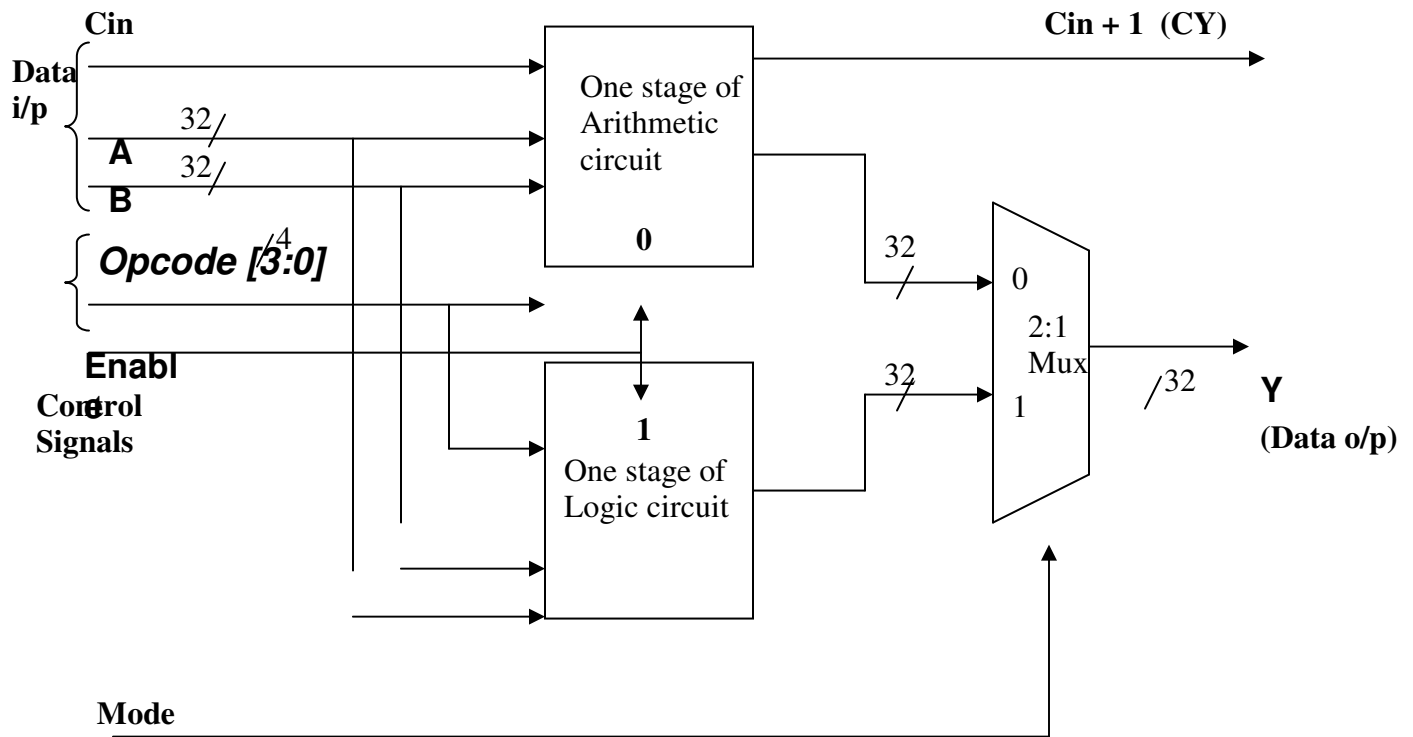 Cin
Cin + 1 (CY)
Data
i/p
One stage of
Arithmetic
circuit
0
32
A
32
B
4
Opcode [3:0]
32
0
2:1
Mux
1
32
Enabl
e
Control
Signals
1
One stage of
Logic circuit
32
Y
(Data o/p)
Mode